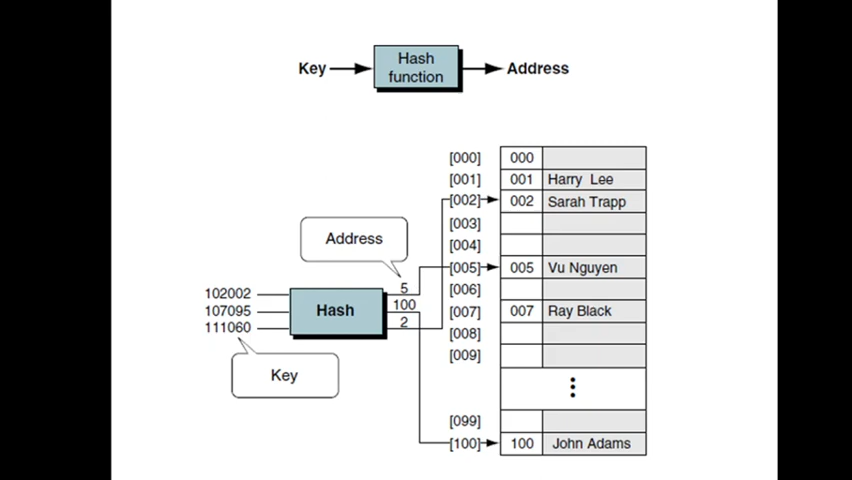 Key
Hash
function
Address
[000] 000
[001] 001 Harry Lee
[002] 002 Sarah Trapp
[003]
[004]
Address
[005] 005 Vu Nguyen
5
[006]
102002
100
107095
Hash
[007] 007 Ray Black
2
111060
[008]
[009]
Key
[099]
[100] 100 John Adams